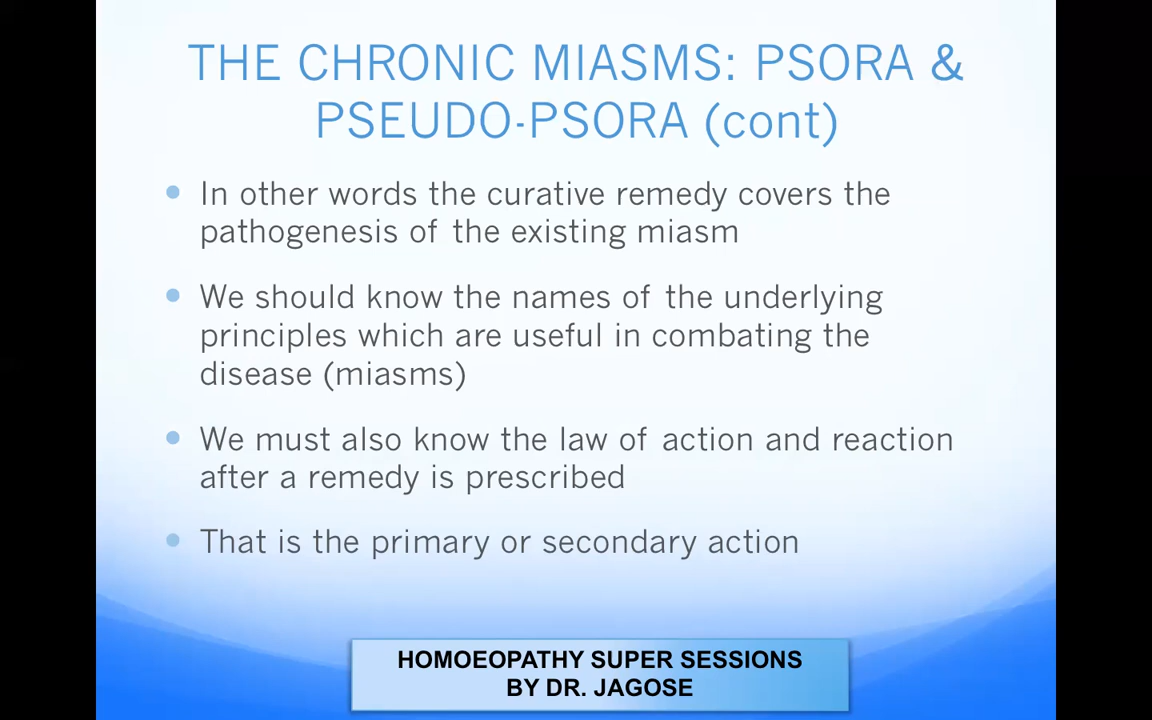 THE CHRONIC MIASMS: PSORA &
PSEUDO-PSORA (cont)
In other words the curative remedy covers the
pathogenesis of the existing miasm
We should know the names of the underlying
principles which are useful in combating the
disease (miasms)
We must also know the law of action and reaction
after a remedy is prescribed
That is the primary or secondary action
HOMOEOPATHY SUPER SESSIONS
BY DR. JAGOSE